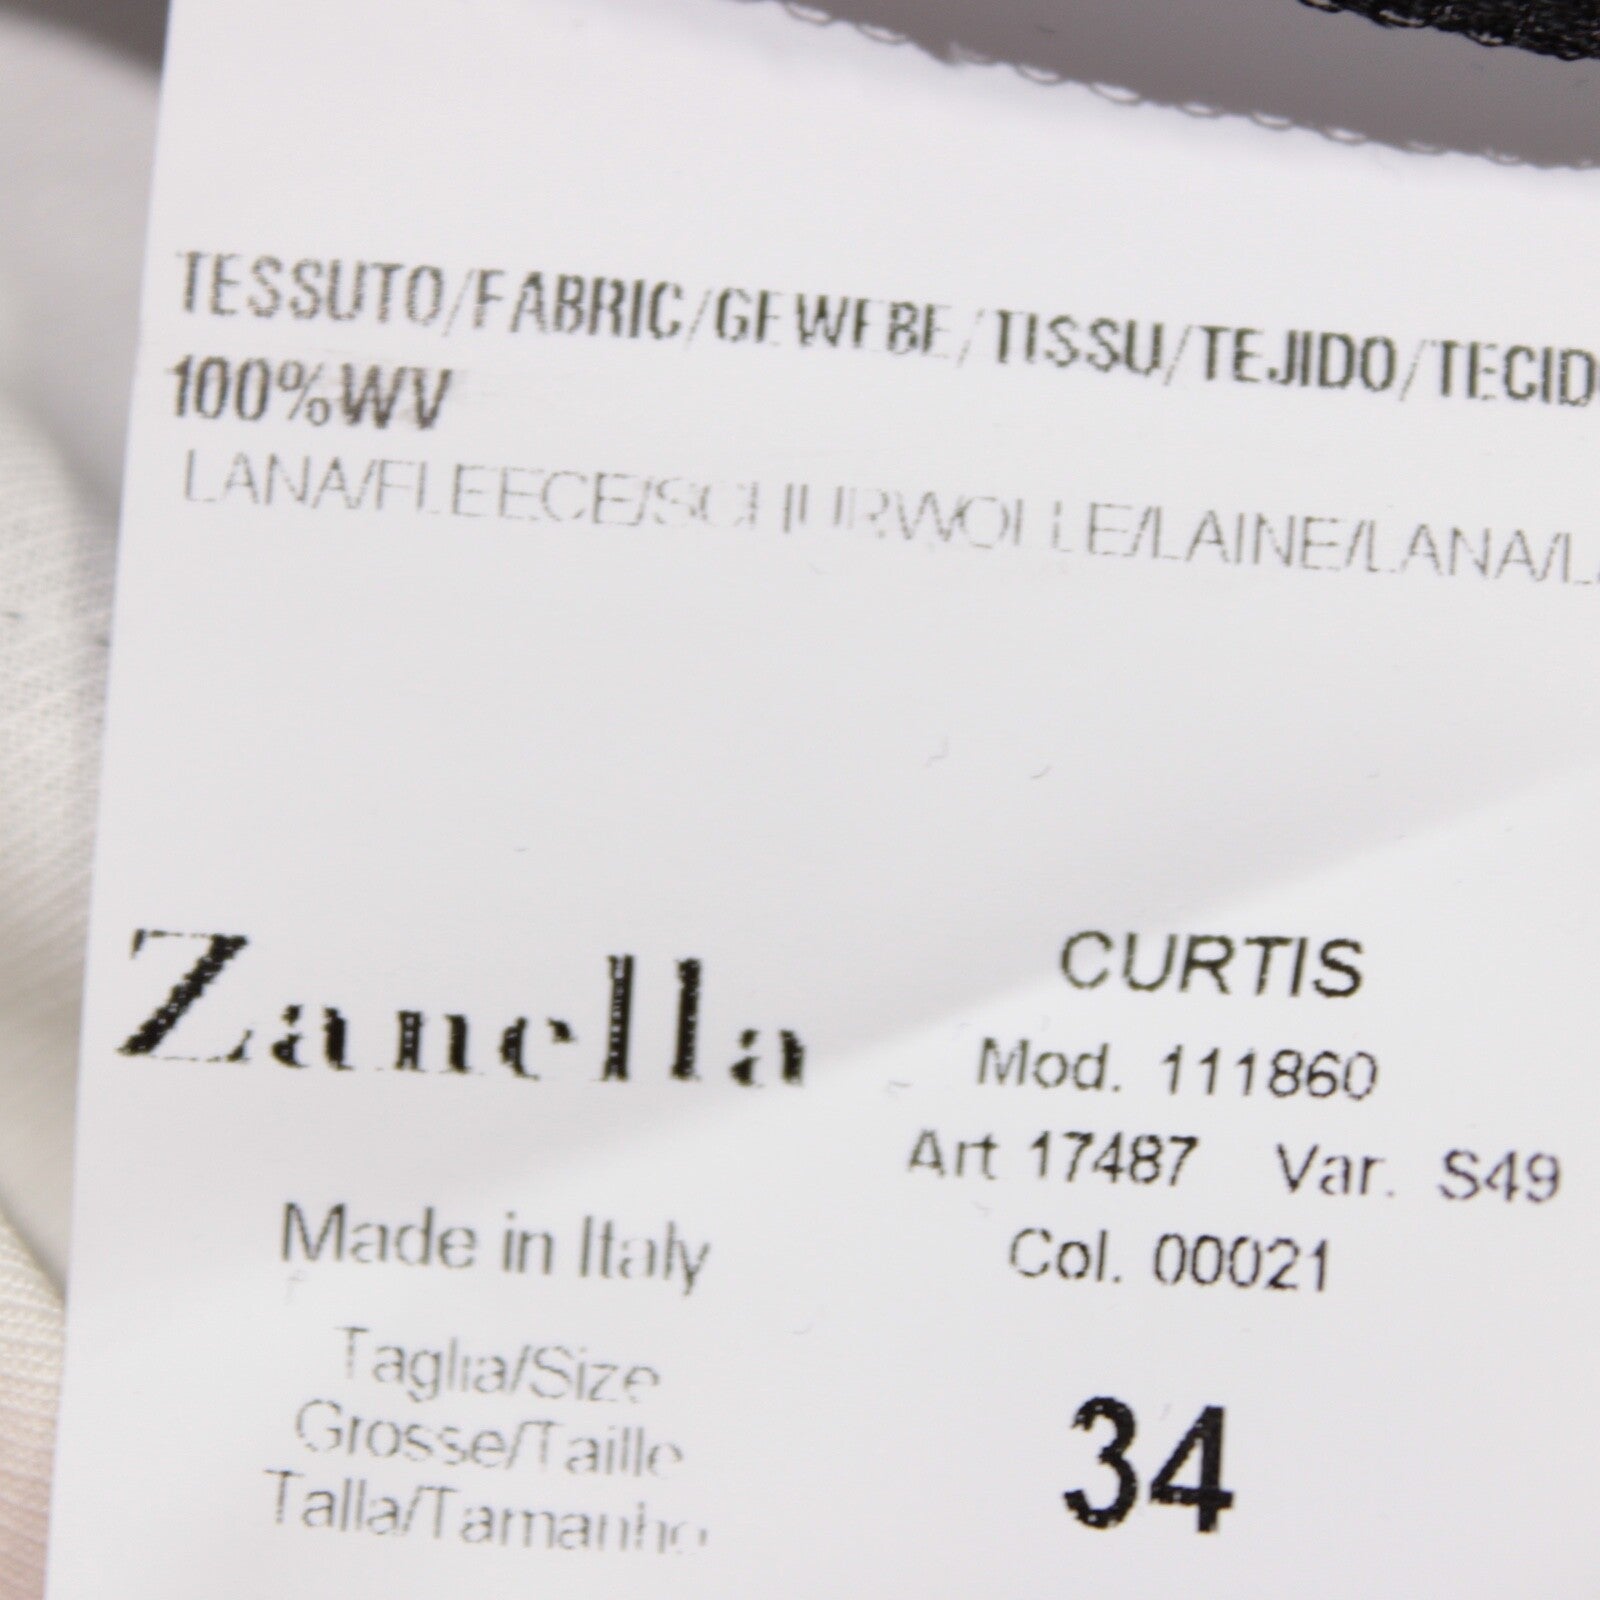 TESSUTO/FABRIC/GEWEBE/TISSU/TEJIDO/TECID
100%WV
LANA/FLEECE/SCHURWOLLE/LAINE/LANA/L
Zanella
Made in Italy
Taglia/Size
Grosse/Taille
Talla/Tamanho
CURTIS
Mod. 111860
Art 17487 Var. S49
Col. 00021
34